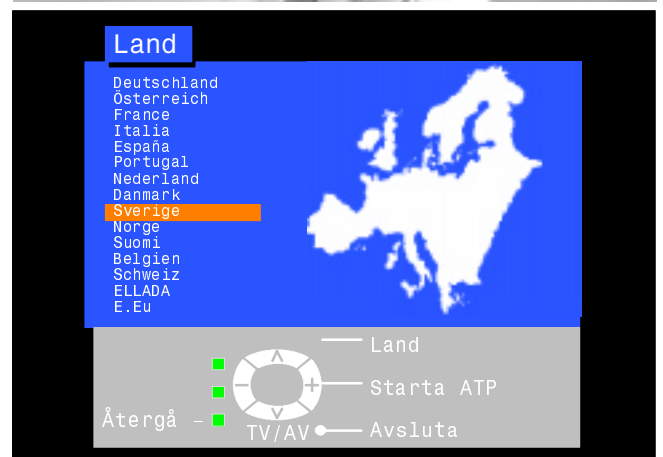 Land
Deutschland
Österreich
France
Italia
España
Portugal
Nederland
Danmark
Sverige
Norge
Suomi
Belgien
Schweiz
ELLADA
E.Eu
Land
Starta ATP
Återgå –
TV/AV
Avsluta